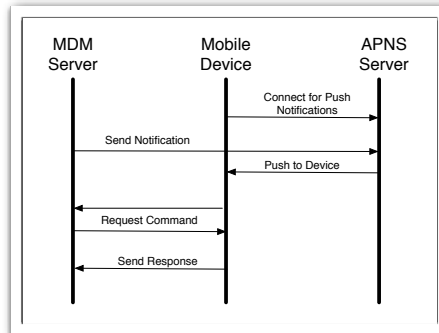 MDM
Server
Mobile
Device
APNS
Server
Connect for Push
Notifications
Send Notification
Push to Device
Request Command
Send Response